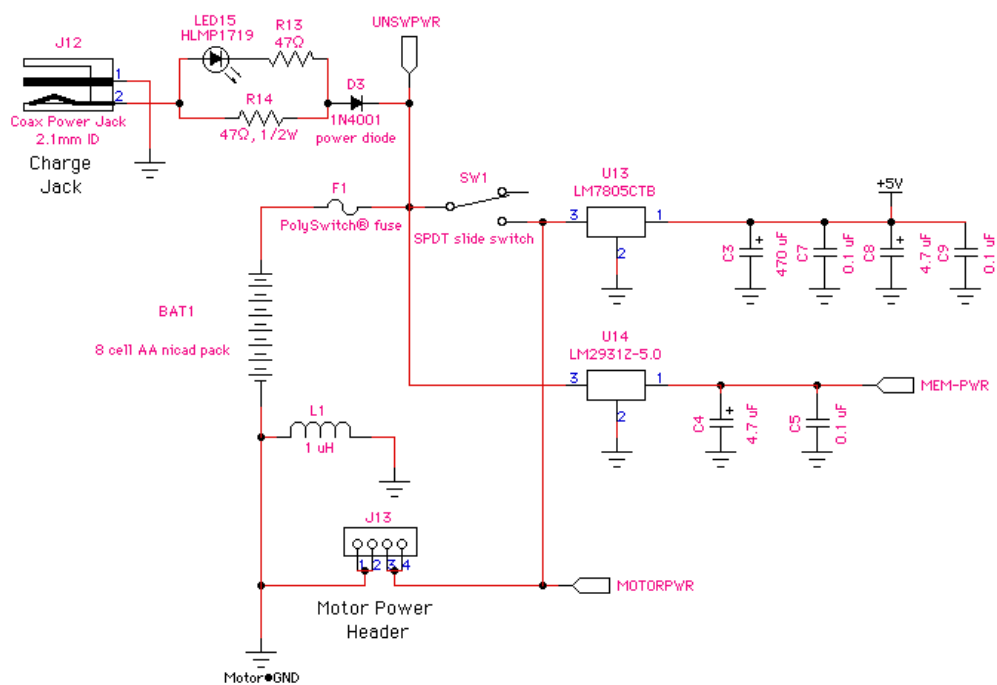 J12
1
2
Coax Power Jack
2.1mm ID
Charge
Jack
LED15
HLMP1719
R13
47Ω
R14
47Ω, 1/2W
D3
1N4001
power diode
UNSWPWR
F1
PolySwitch® fuse
SW1
SPDT slide switch
U13
LM7805CTB
3
1
2
+5V
C3
+
470 uF
C7
0.1 uF
C8
+
4.7 uF
C9
0.1 uF
BAT1
8 cell AA nicad pack
U14
LM2931Z-5.0
3
1
2
MEM-PWR
C4
+
4.7 uF
C5
0.1 uF
L1
1 uH
J13
1 2 3 4
Motor Power
Header
MOTORPWR
Motor●GND